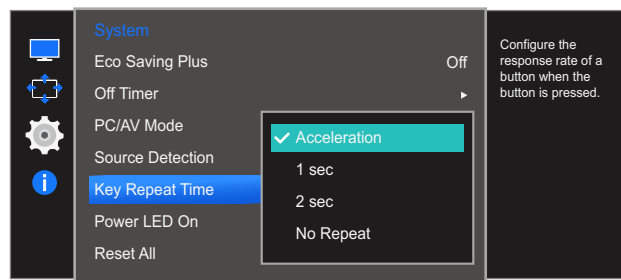 System
Eco Saving Plus Off
Off Timer
PC/AV Mode
Source Detection
Key Repeat Time
Power LED On
Reset All
Acceleration
1 sec
2 sec
No Repeat
Configure the
response rate of a
button when the
button is pressed.